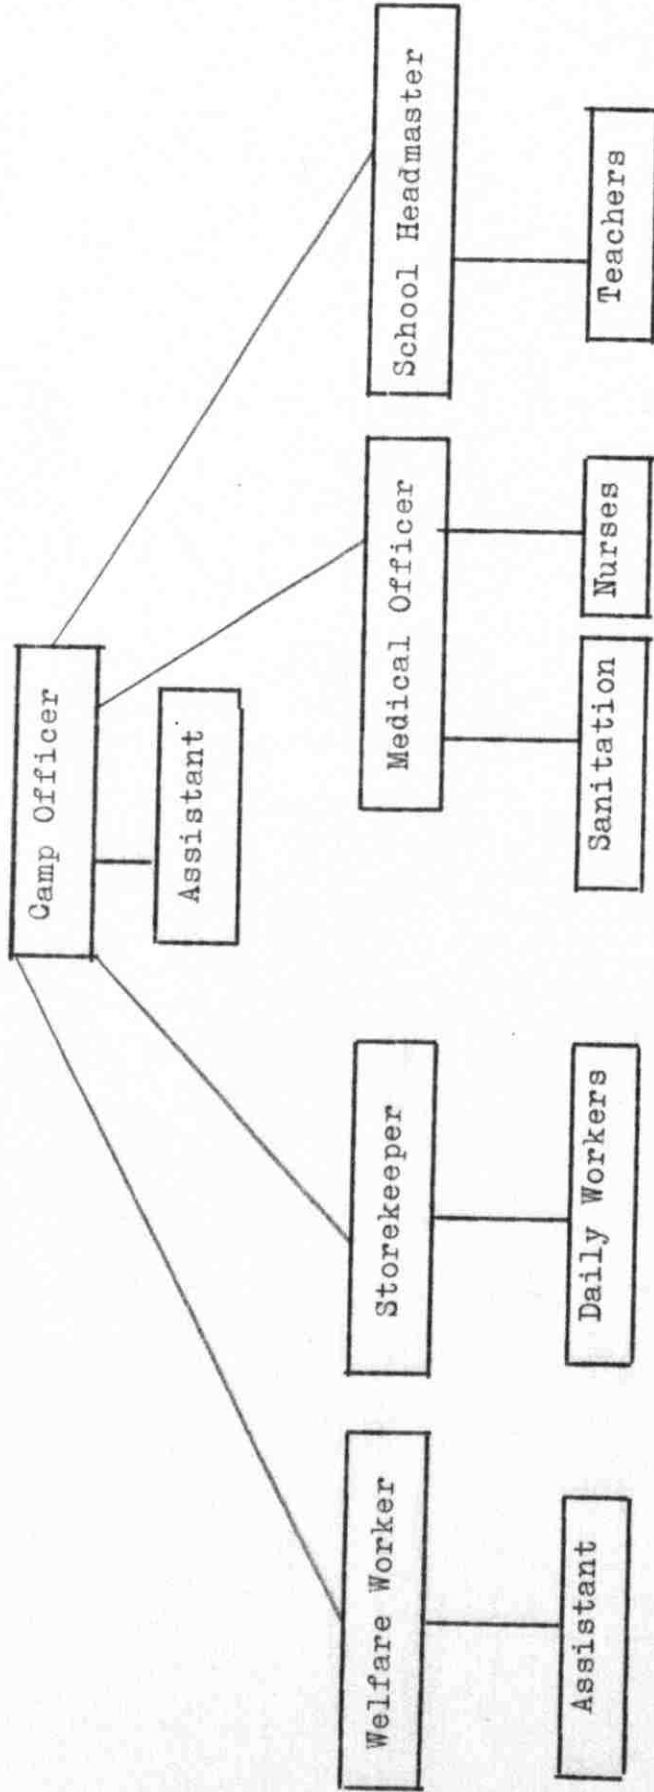 Camp Officer
Assistant
Welfare Worker
Storekeeper
Medical Officer
School Headmaster
Assistant
Daily Workers
Sanitation
Nurses
Teachers